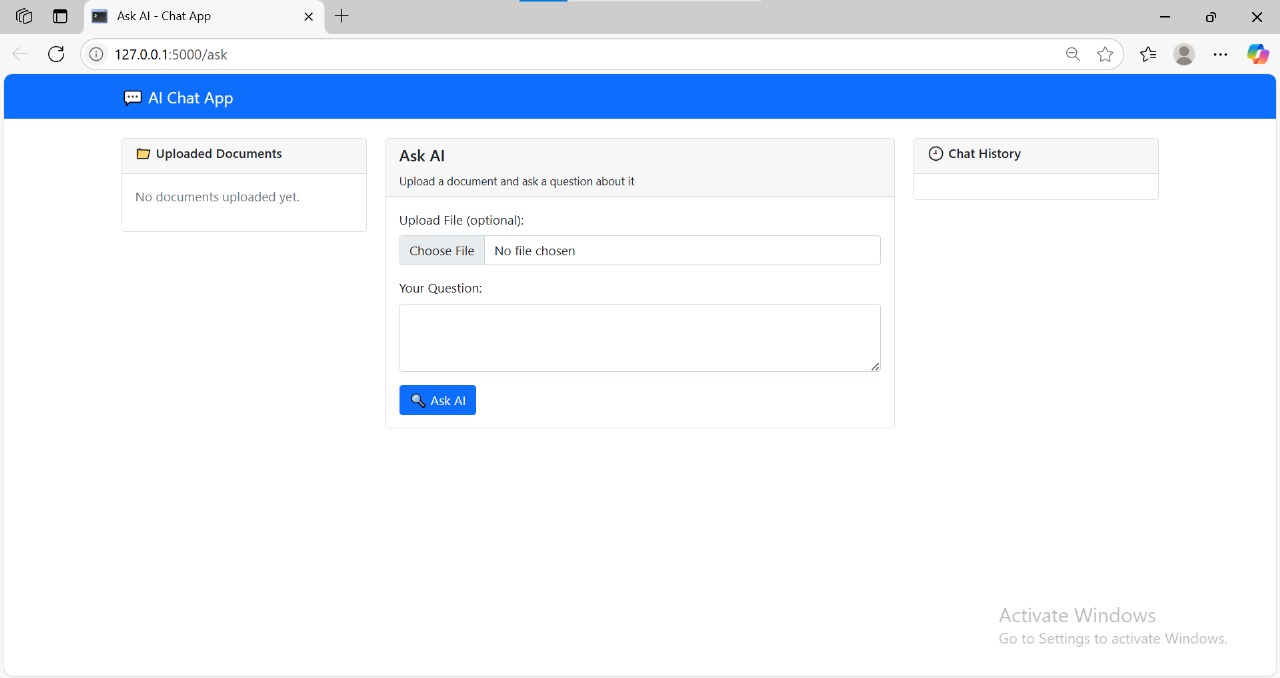 Ask AI - Chat App
127.0.0.1:5000/ask
AI Chat App
Uploaded Documents
No documents uploaded yet.
Ask AI
Upload a document and ask a question about it
Upload File (optional):
Choose File
No file chosen
Your Question:
Ask AI
Chat History
Activate Windows
Go to Settings to activate Windows.